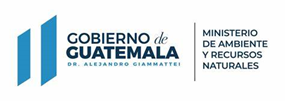 GOBIERNO de
GUATEMALA
DR. ALEJANDRO GIAMMATTEI
MINISTERIO
DE AMBIENTE
Y RECURSOS
NATURALES